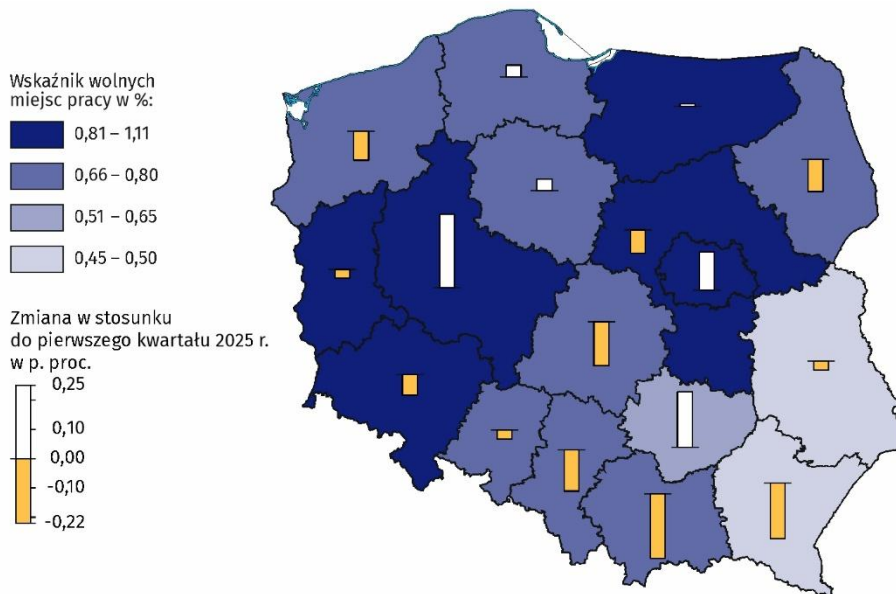 Wskaźnik wolnych
miejsc pracy w %:
0,81 – 1,11
0,66 – 0,80
0,51 – 0,65
0,45 – 0,50
Zmiana w stosunku
do pierwszego kwartału 2025 r.
w p. proc.
0,25
0,10
0,00
-0,10
-0,22